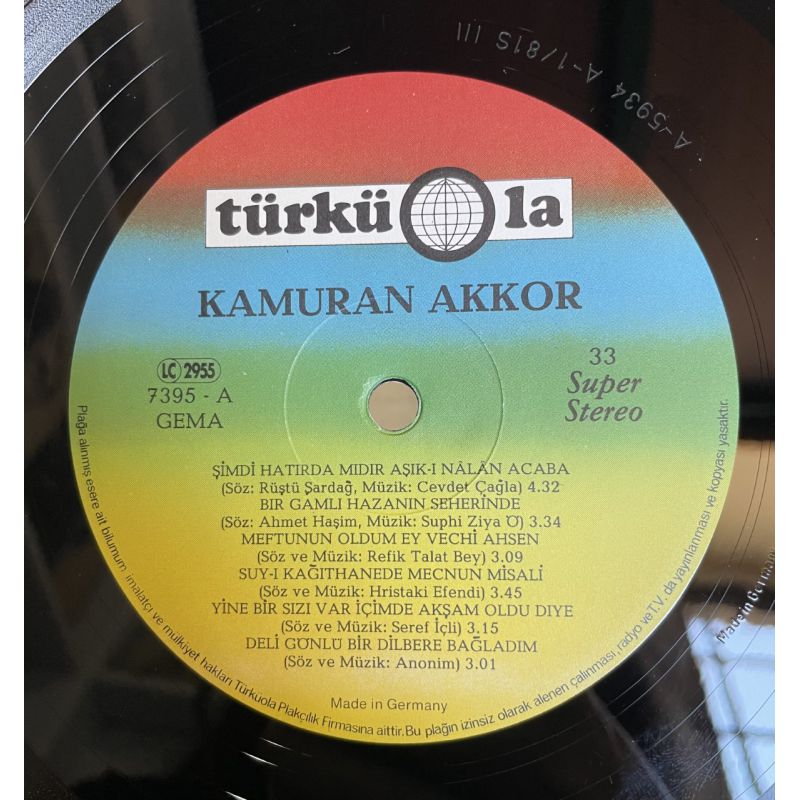 A-5934 A-1/81S III
türküola
KAMURAN AKKOR
LC 2955
7395 - A
GEMA
33
Super
Stereo
ŞİMDİ HATIRDA MIDIR AŞIK-I NÂLÂN ACABA
(Söz: Rüştü Şardağ, Müzik: Cevdet Çağla) 4.32
BIR GAMLI HAZANIN SEHERİNDE
(Söz: Ahmet Haşim, Müzik: Suphi Ziya Ö) 3.34
MEFTUNUN OLDUM EY VECHİ AHSEN
(Söz ve Müzik: Refik Talat Bey) 3.09
SUY-I KAĞITHANEDE MECNUN MİSALİ
(Söz ve Müzik: Hristaki Efendi) 3.45
YİNE BİR SIZI VAR İÇİMDE AKŞAM OLDU DIYE
(Söz ve Müzik: Seref İçli) 3.15
DELİ GÖNLÜ BİR DİLBERE BAĞLADIM
(Söz ve Müzik: Anonim) 3.01
Made in Germany
Plağa alınmış esere ait bilumum imalatçı ve mülkiyet hakları Türküola Plakçılık Firmasına aittir. Bu plağın izinsiz olarak alenen çalınması, radyo ve T.V. da yayınlanması ve kopyası yasaktır.
Made in Germany